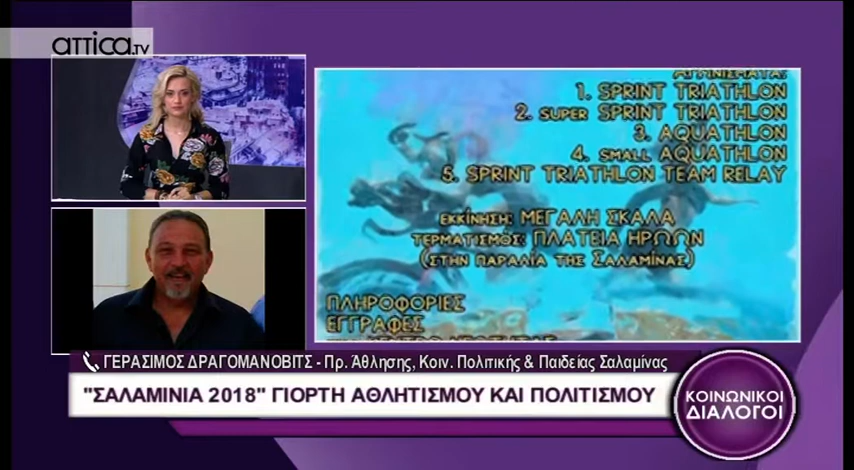 attica.tv
ΑΓΩΝΙΣΜΑΤΑ:
1. SPRINT TRIATHLON
2. SUPER SPRINT TRIATHLON
3. AQUATHLON
4. SMALL AQUATHLON
5. SPRINT TRIATHLON TEAM RELAY
ΕΚΚΙΝΗΣΗ: ΜΕΓΑΛΗ ΣΚΑΛΑ
ΤΕΡΜΑΤΙΣΜΟΣ: ΠΛΑΤΕΙΑ ΗΡΩΩΝ
(ΣΤΗΝ ΠΑΡΑΛΙΑ ΤΗΣ ΣΑΛΑΜΙΝΑΣ)
ΠΛΗΡΟΦΟΡΙΕΣ
ΕΓΓΡΑΦΕΣ
ΓΕΡΑΣΙΜΟΣ ΔΡΑΓΟΜΑΝΟΒΙΤΣ - Πρ. Άθλησης, Κοιν. Πολιτικής & Παιδείας Σαλαμίνας
"ΣΑΛΑΜΙΝΙΑ 2018" ΓΙΟΡΤΗ ΑΘΛΗΤΙΣΜΟΥ ΚΑΙ ΠΟΛΙΤΙΣΜΟΥ
ΚΟΙΝΩΝΙΚΟΙ
ΔΙΑΛΟΓΟΙ